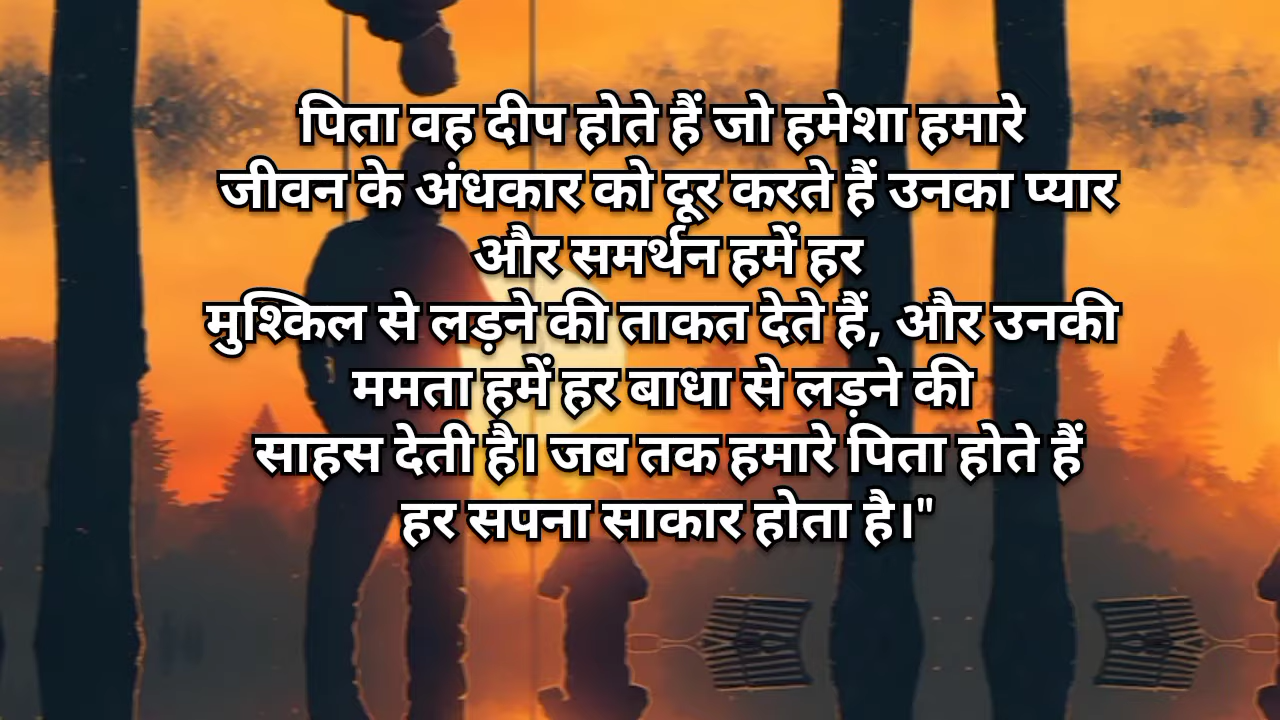 पिता वह दीप होते हैं जो हमेशा हमारे
जीवन के अंधकार को दूर करते हैं उनका प्यार
और समर्थन हमें हर
मुश्किल से लड़ने की ताकत देते हैं, और उनकी
ममता हमें हर बाधा से लड़ने की
साहस देती है। जब तक हमारे पिता होते हैं
हर सपना साकार होता है।"